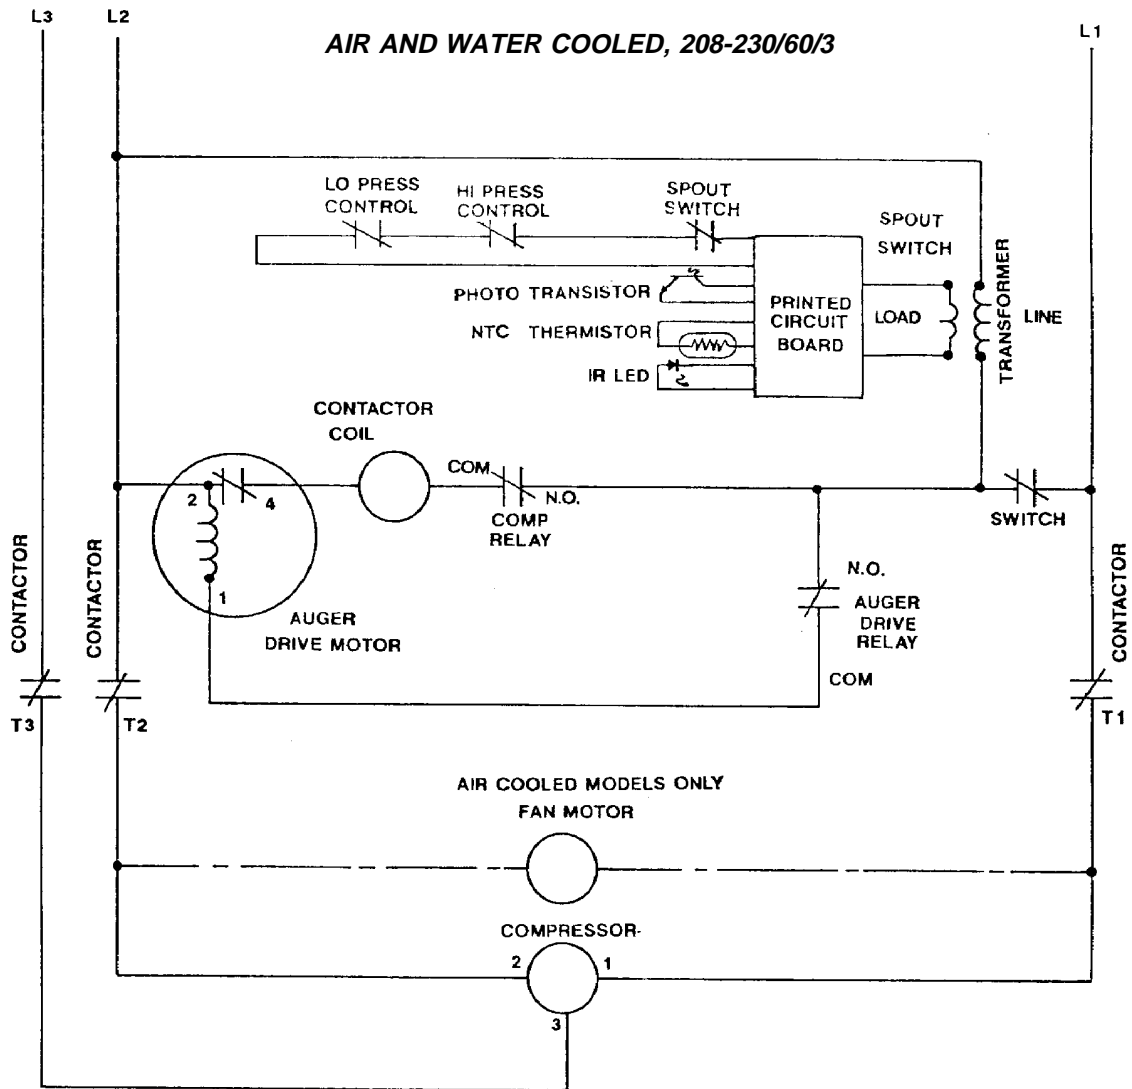 L3
L2
L1
AIR AND WATER COOLED, 208-230/60/3
LO PRESS
CONTROL
HI PRESS
CONTROL
SPOUT
SWITCH
SPOUT
SWITCH
PHOTO TRANSISTOR
NTC THERMISTOR
IR LED
PRINTED
CIRCUIT
BOARD
LOAD
TRANSFORMER
LINE
CONTACTOR
COIL
COM
N.O.
COMP
RELAY
SWITCH
2
4
1
AUGER
DRIVE MOTOR
N.O.
AUGER
DRIVE
RELAY
COM
CONTACTOR
CONTACTOR
CONTACTOR
T3
T2
T1
AIR COOLED MODELS ONLY
FAN MOTOR
COMPRESSOR-
2
1
3